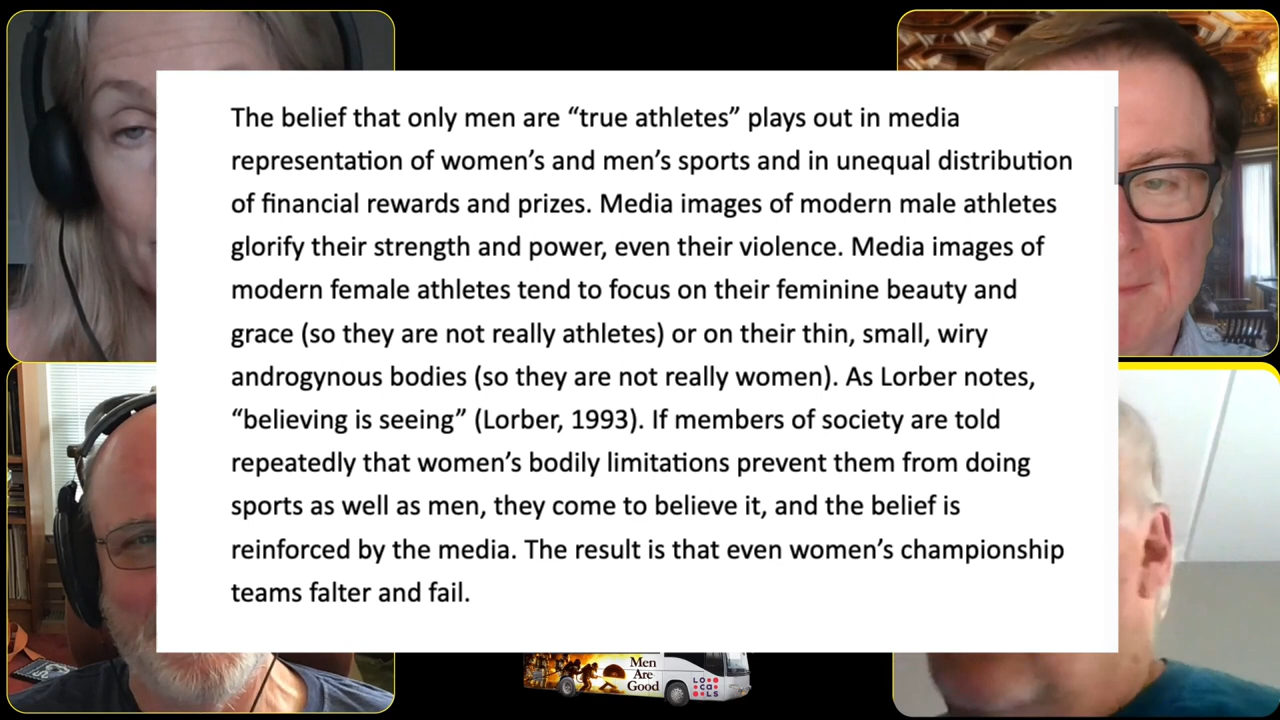 The belief that only men are “true athletes” plays out in media
representation of women’s and men’s sports and in unequal distribution
of financial rewards and prizes. Media images of modern male athletes
glorify their strength and power, even their violence. Media images of
modern female athletes tend to focus on their feminine beauty and
grace (so they are not really athletes) or on their thin, small, wiry
androgynous bodies (so they are not really women). As Lorber notes,
“believing is seeing” (Lorber, 1993). If members of society are told
repeatedly that women’s bodily limitations prevent them from doing
sports as well as men, they come to believe it, and the belief is
reinforced by the media. The result is that even women’s championship
teams falter and fail.
Men
Are
Good
LO
ca
LS